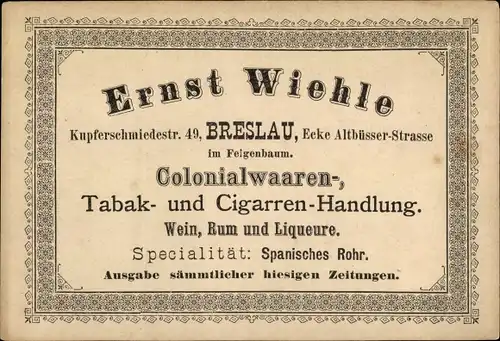 Ernst Wiehle
Kupferschmiedestr. 49, BRESLAU, Ecke Altbüsser-Strasse
im Feigenbaum.
Colonialwaaren-,
Tabak- und Cigarren-Handlung.
Wein, Rum und Liqueure.
Specialität: Spanisches Rohr.
Ausgabe sämmtlicher hiesigen Zeitungen.